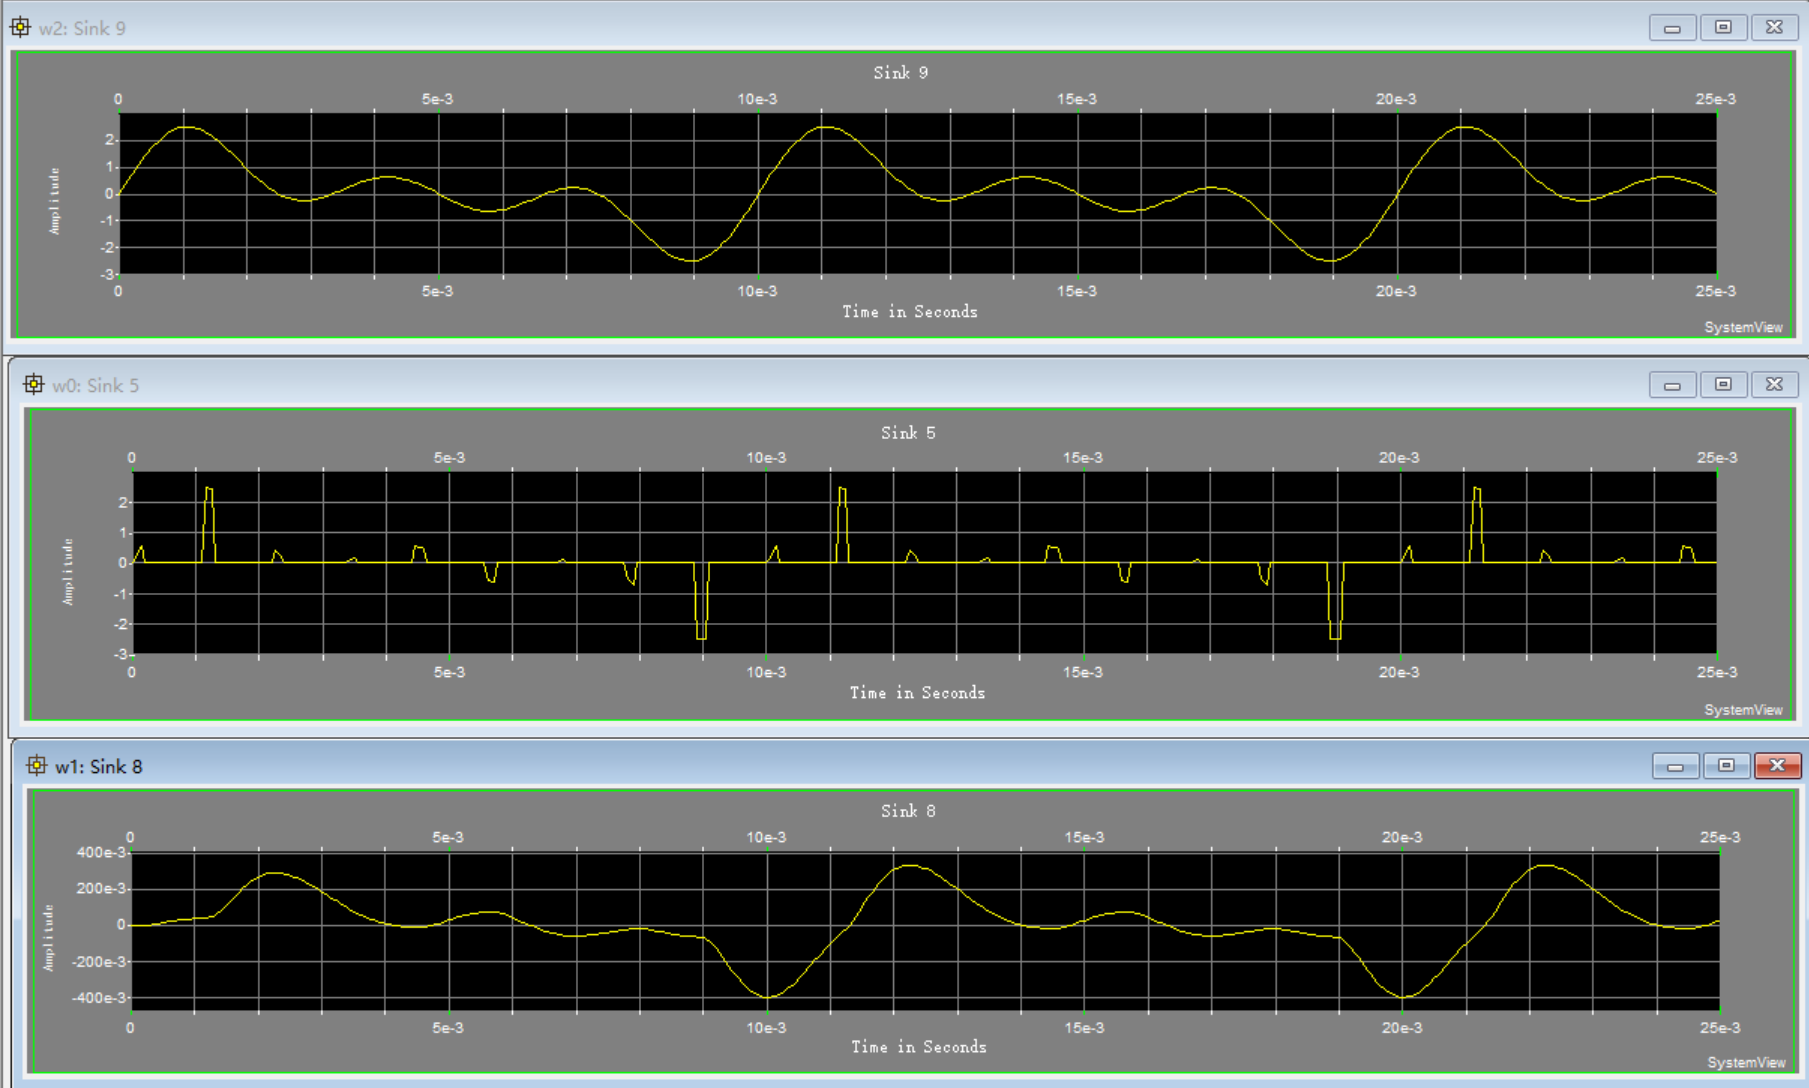 w2: Sink 9
Sink 9
0 5e-3 10e-3 15e-3 20e-3 25e-3
2
1
0
-1
-2
-3
Amplitude
0 5e-3 10e-3 15e-3 20e-3 25e-3
Time in Seconds
SystemView
w0: Sink 5
Sink 5
0 5e-3 10e-3 15e-3 20e-3 25e-3
2
1
0
-1
-2
-3
Amplitude
0 5e-3 10e-3 15e-3 20e-3 25e-3
Time in Seconds
SystemView
w1: Sink 8
Sink 8
0 5e-3 10e-3 15e-3 20e-3 25e-3
400e-3
200e-3
0
-200e-3
-400e-3
Amplitude
0 5e-3 10e-3 15e-3 20e-3 25e-3
Time in Seconds
SystemView